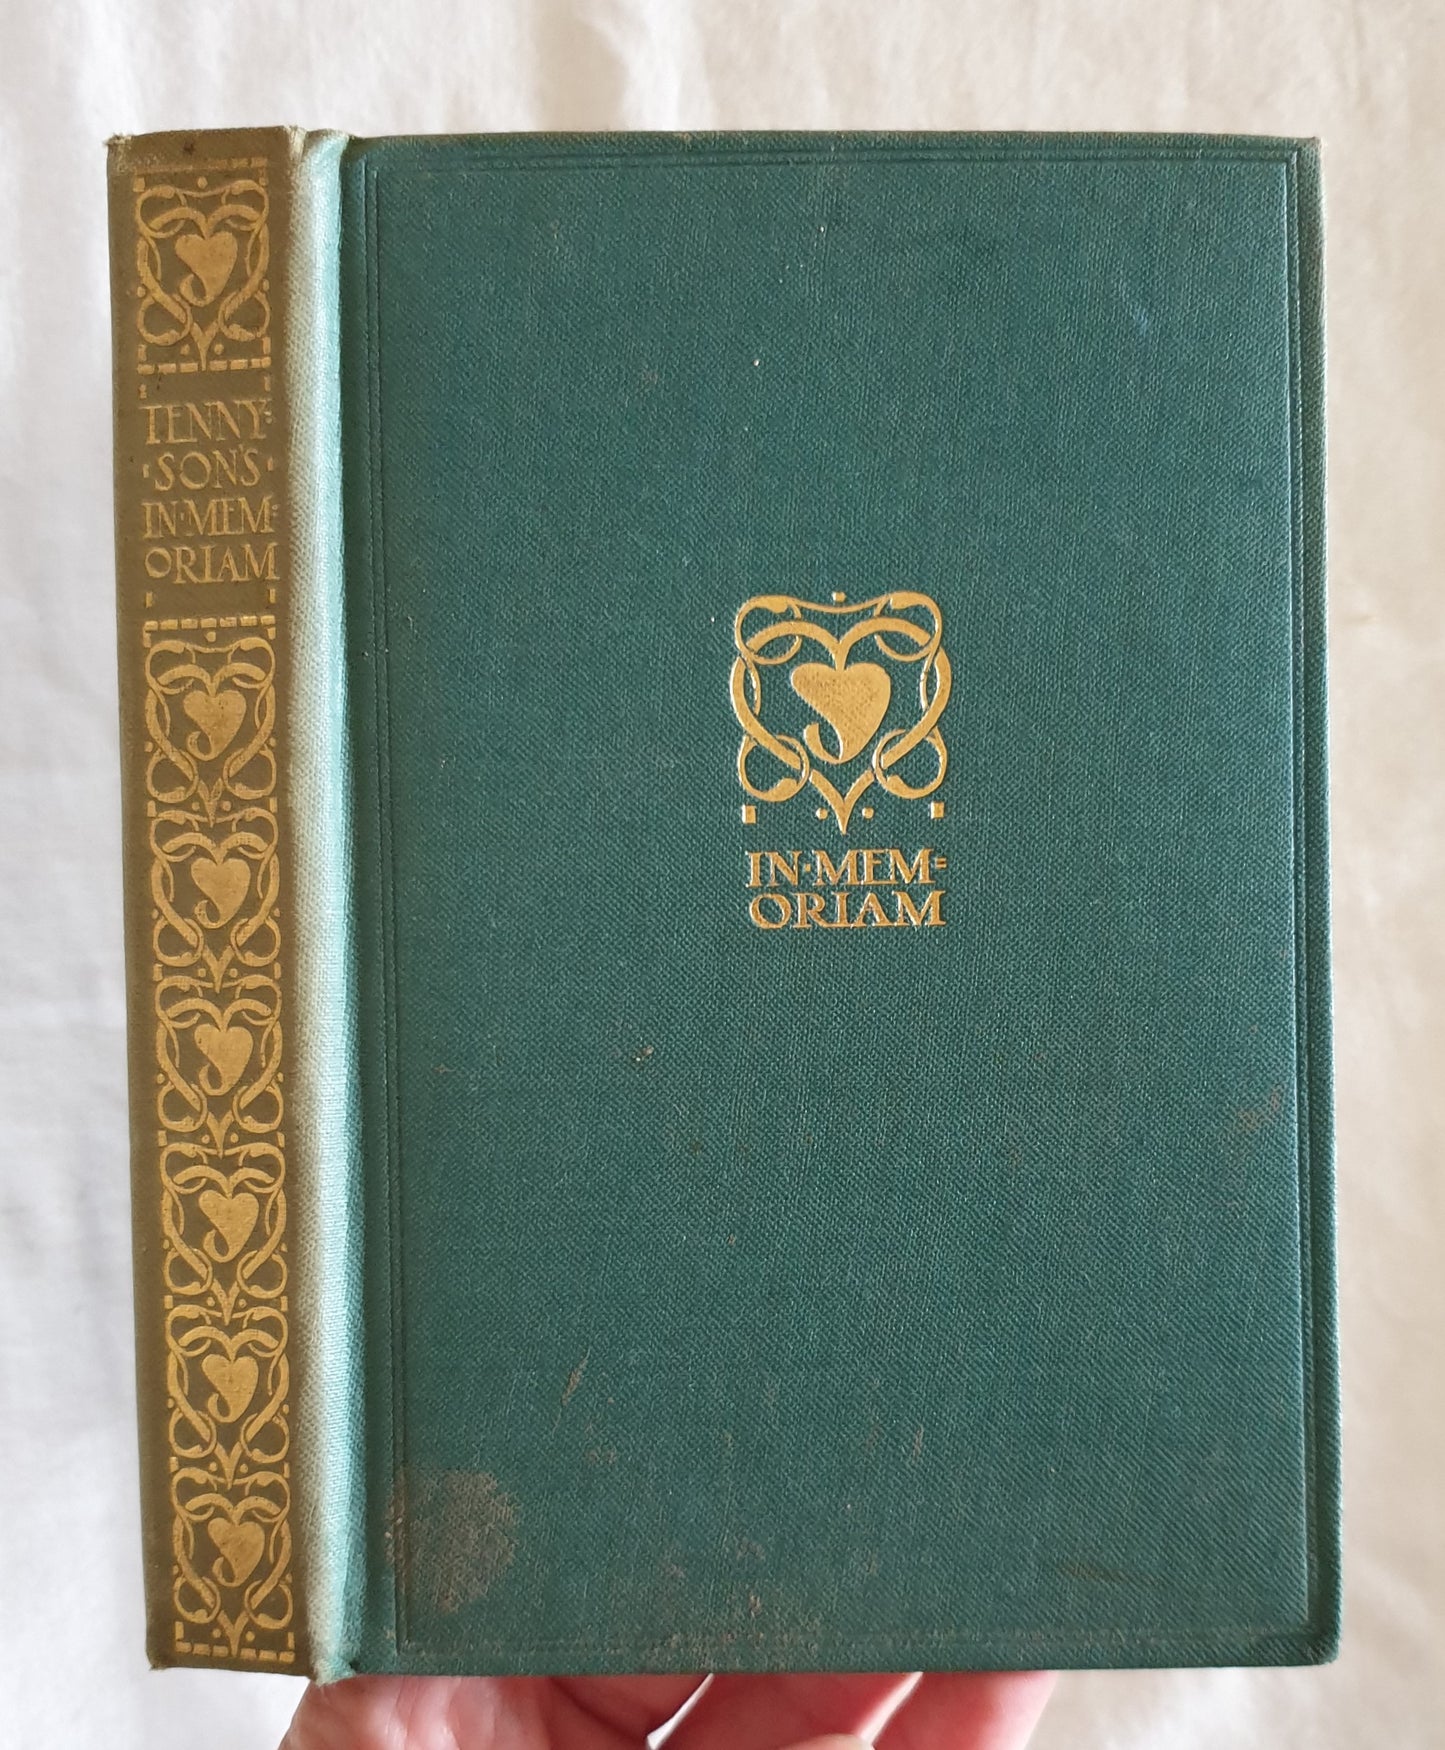 TENNY-
·SON'S·
IN·MEM=
ORIAM
IN·MEM=
ORIAM